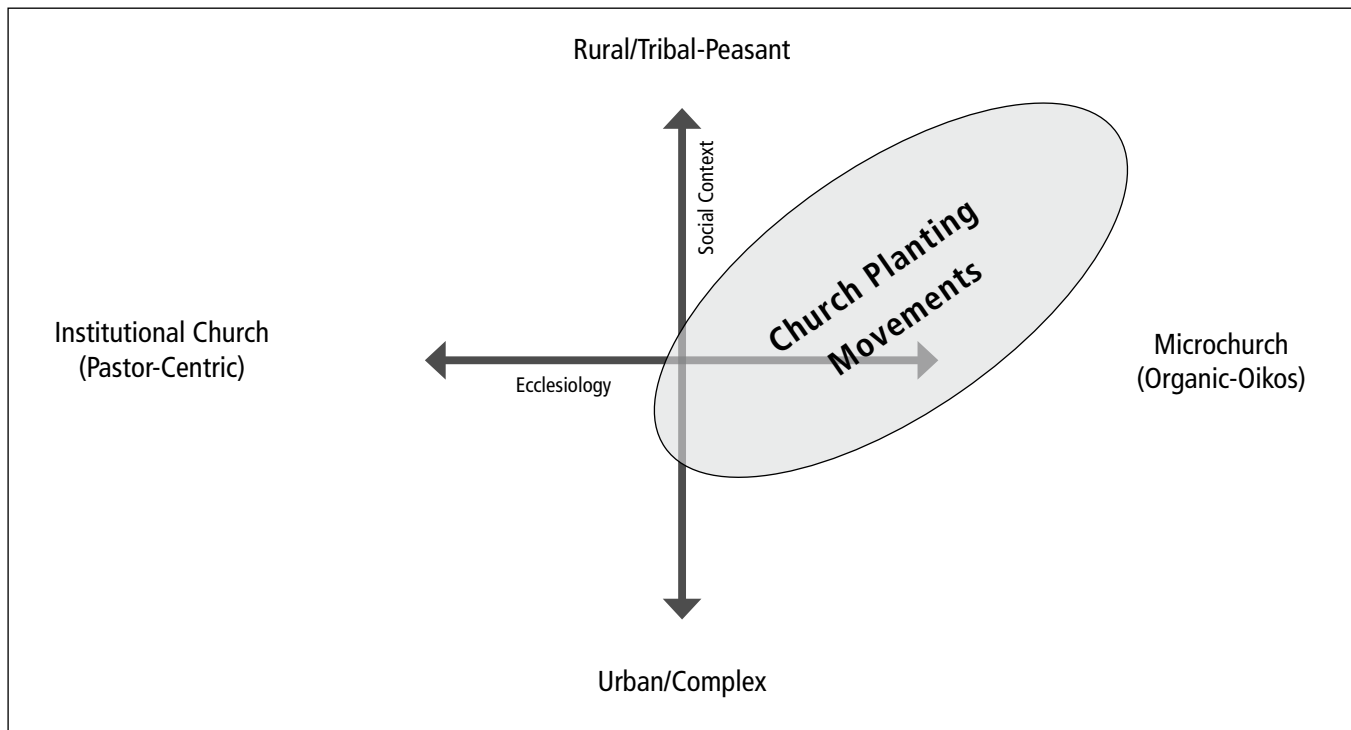 Rural/Tribal-Peasant
Social Context
Church Planting
Movements
Institutional Church
(Pastor-Centric)
Ecclesiology
Microchurch
(Organic-Oikos)
Urban/Complex